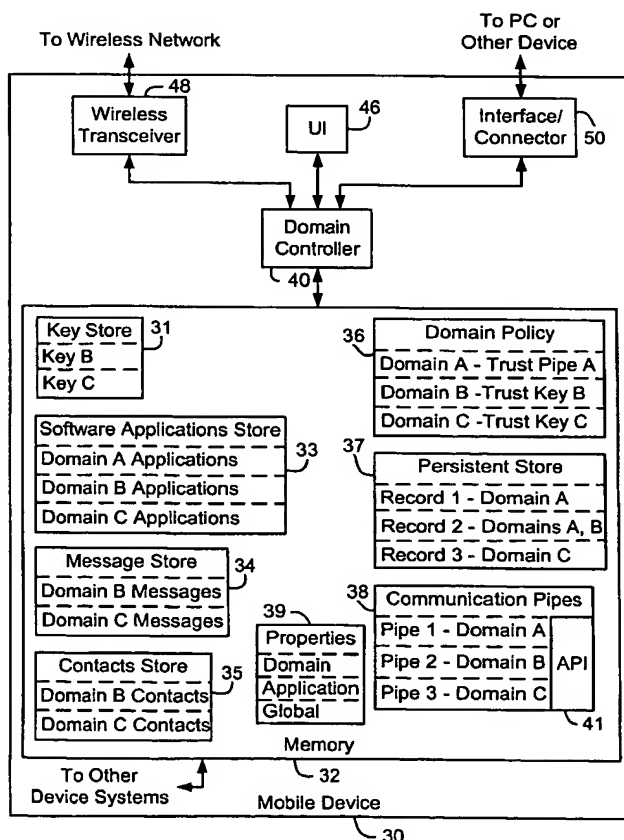 To Wireless Network
To PC or
Other Device
48
Wireless
Transceiver
UI
46
Interface/
Connector
50
Domain
Controller
40
Key Store
Key B
Key C
31
36
Domain Policy
Domain A - Trust Pipe A
Domain B -Trust Key B
Domain C -Trust Key C
Software Applications Store
Domain A Applications
Domain B Applications
Domain C Applications
33
37
Persistent Store
Record 1 - Domain A
Record 2 - Domains A, B
Record 3 - Domain C
Message Store
Domain B Messages
Domain C Messages
34
38
Communication Pipes
Pipe 1 - Domain A
Pipe 2 - Domain B
Pipe 3 - Domain C
API
41
39
Properties
Domain
Application
Global
Contacts Store
Domain B Contacts
Domain C Contacts
35
Memory
32
To Other
Device Systems
Mobile Device
30